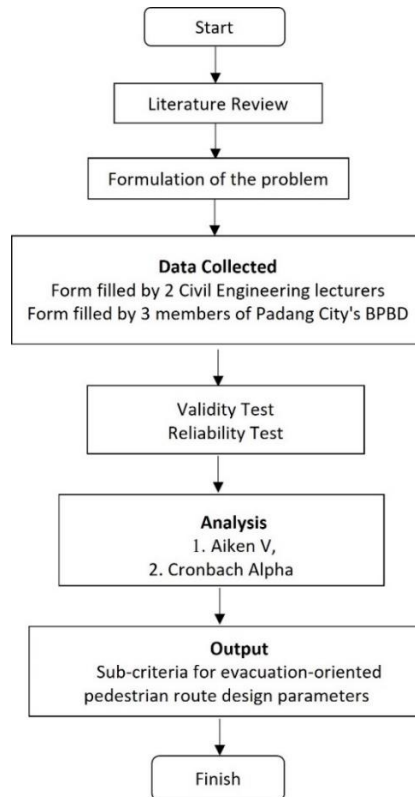 Start
Literature Review
Formulation of the problem
Data Collected
Form filled by 2 Civil Engineering lecturers
Form filled by 3 members of Padang City's BPBD
Validity Test
Reliability Test
Analysis
1. Aiken V,
2. Cronbach Alpha
Output
Sub-criteria for evacuation-oriented
pedestrian route design parameters
Finish